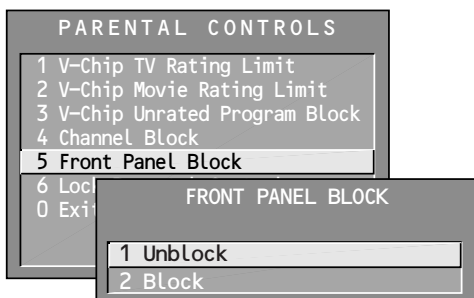 PARENTAL CONTROLS
1 V-Chip TV Rating Limit
2 V-Chip Movie Rating Limit
3 V-Chip Unrated Program Block
4 Channel Block
5 Front Panel Block
6
0
FRONT PANEL BLOCK
1 Unblock
2 Block